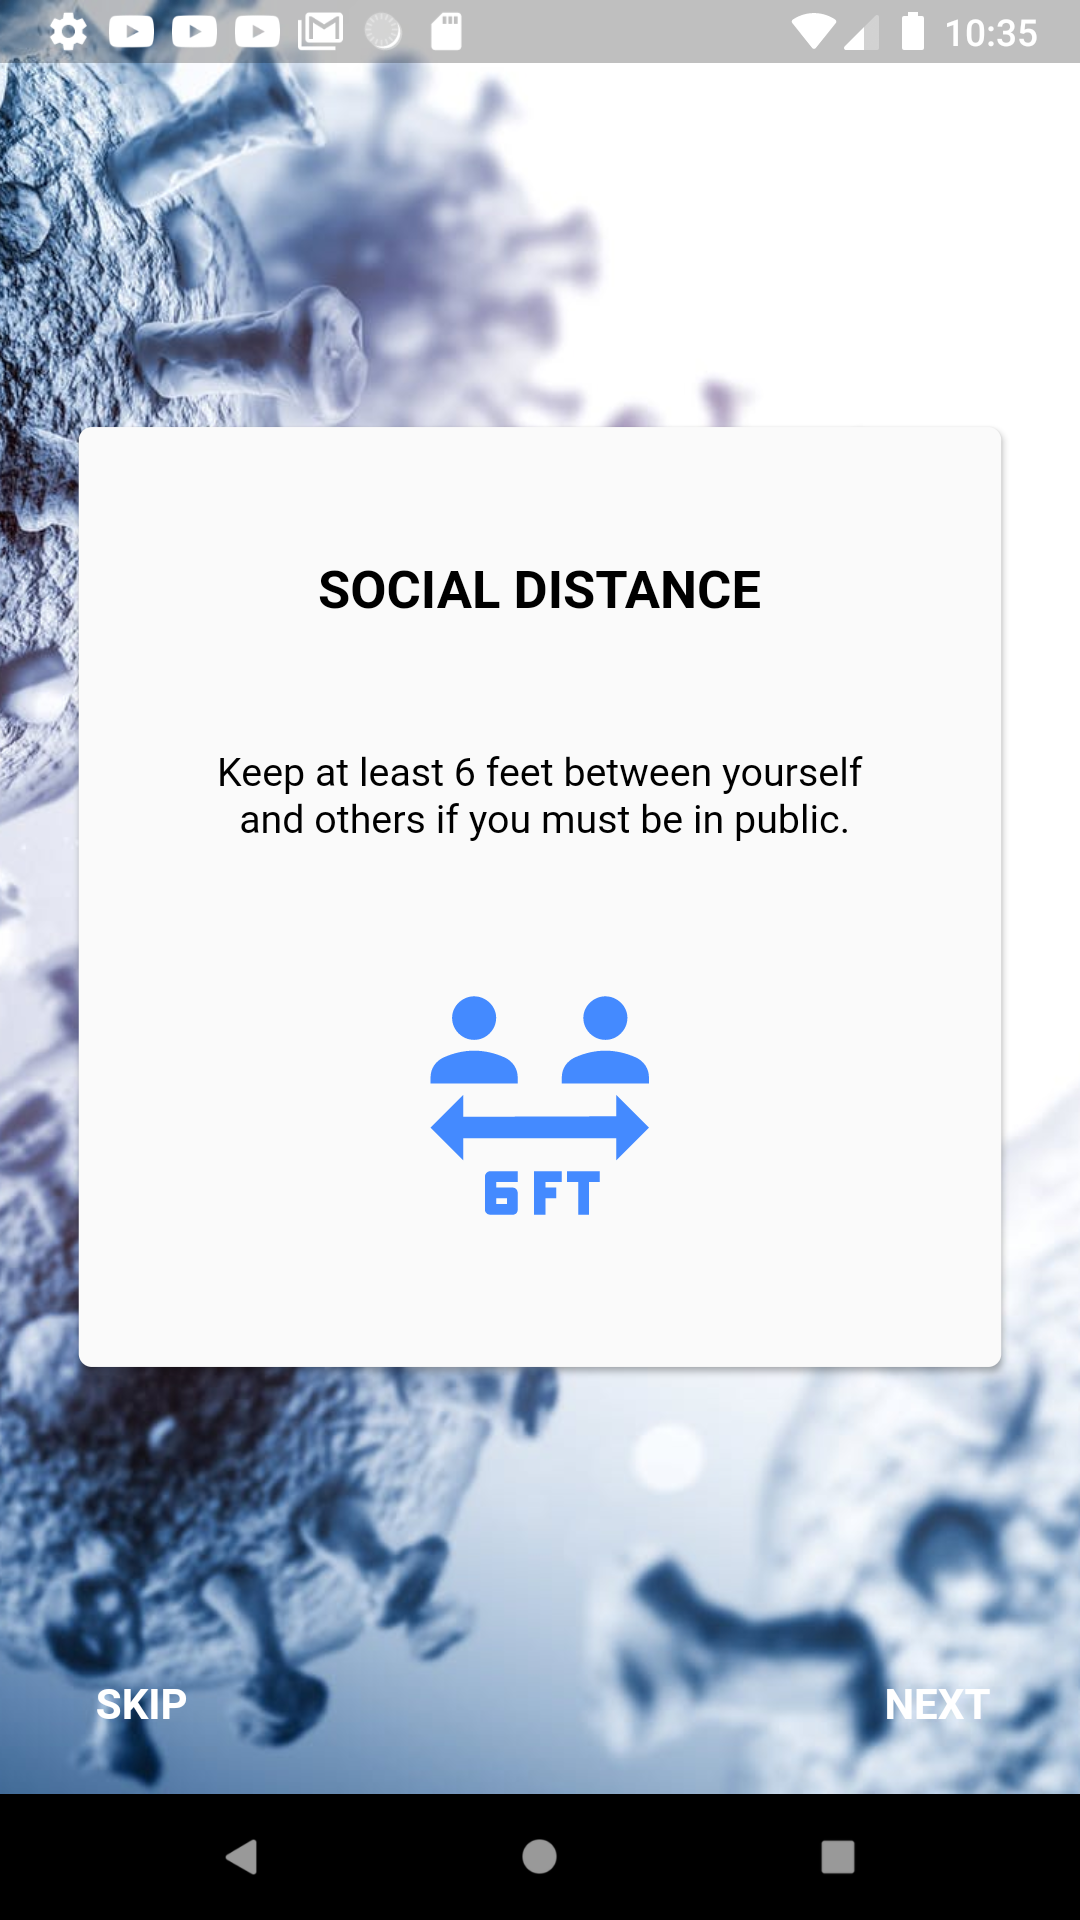 10:35
SOCIAL DISTANCE
Keep at least 6 feet between yourself
and others if you must be in public.
6 FT
SKIP
NEXT